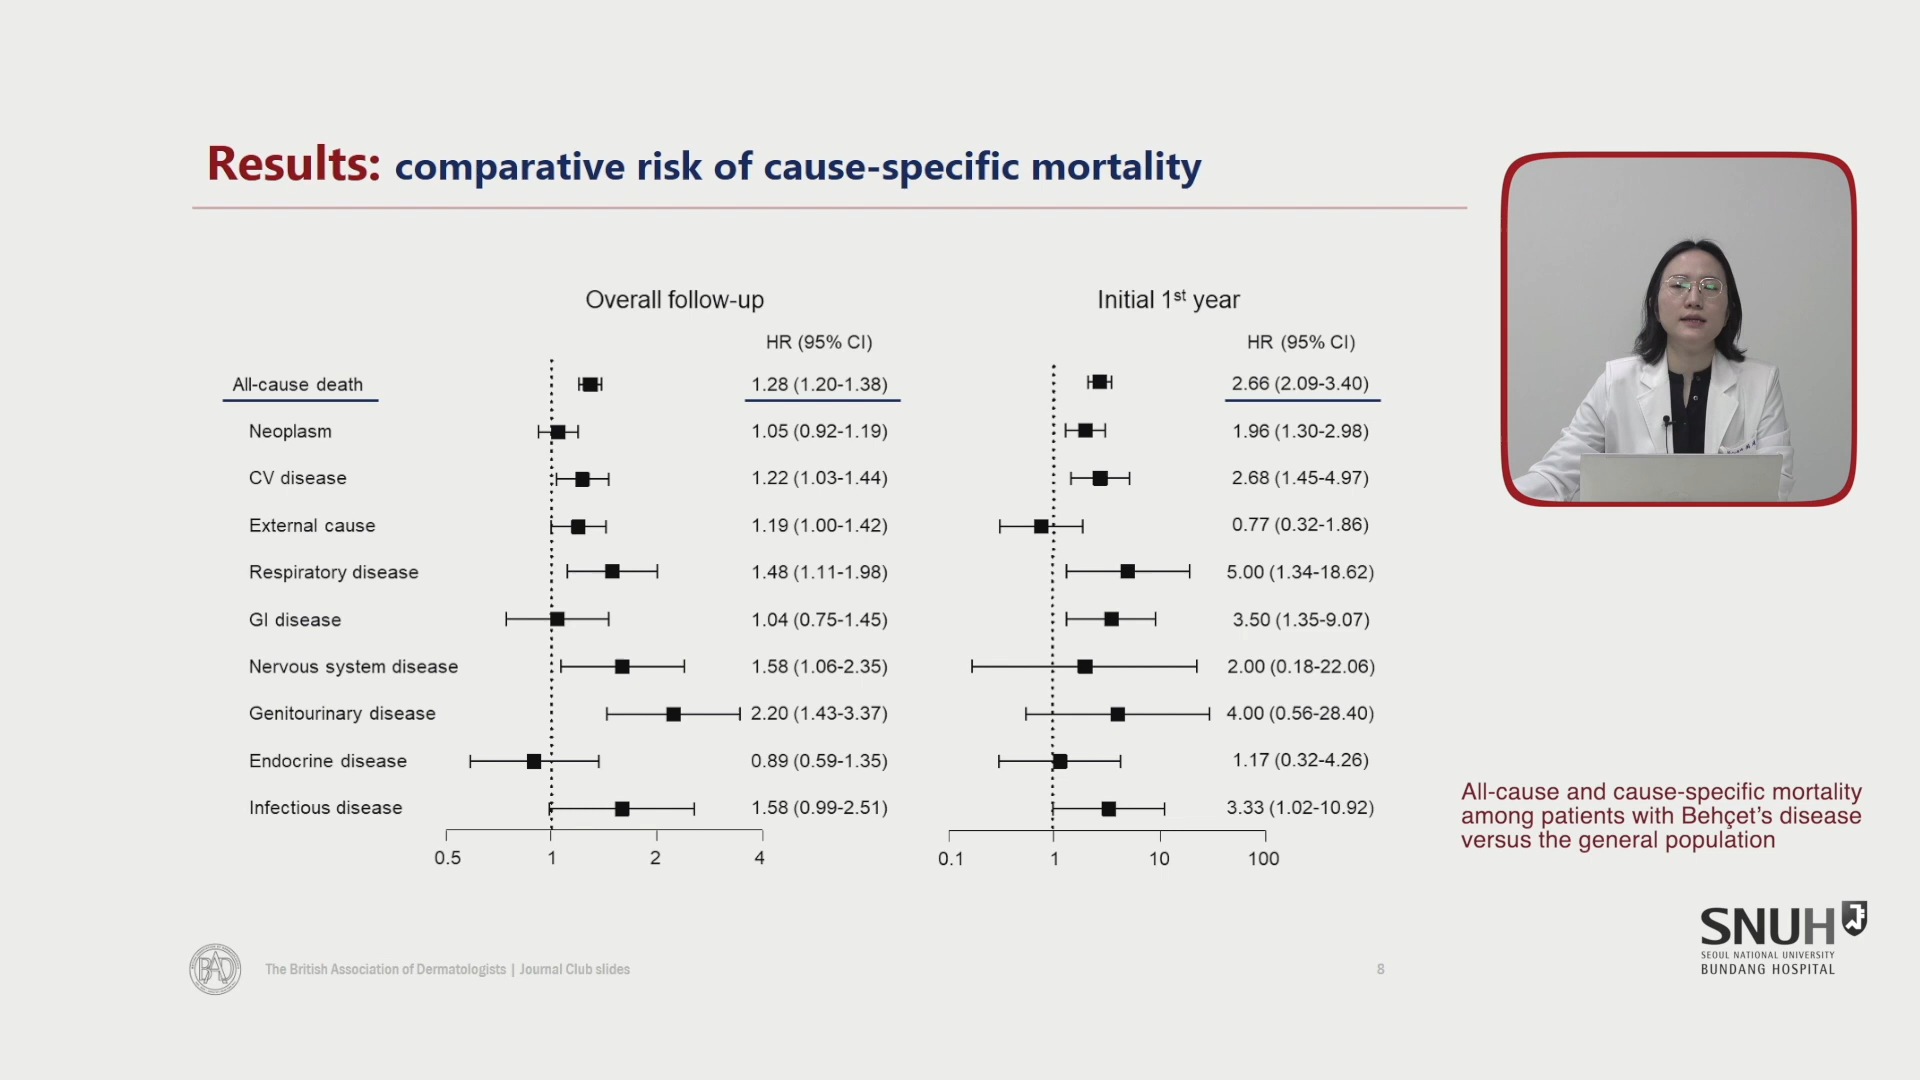 Results: comparative risk of cause-specific mortality
Overall follow-up
HR (95% CI)
Initial 1st year
HR (95% CI)
All-cause death 1.28 (1.20-1.38) 2.66 (2.09-3.40)
Neoplasm 1.05 (0.92-1.19) 1.96 (1.30-2.98)
CV disease 1.22 (1.03-1.44) 2.68 (1.45-4.97)
External cause 1.19 (1.00-1.42) 0.77 (0.32-1.86)
Respiratory disease 1.48 (1.11-1.98) 5.00 (1.34-18.62)
GI disease 1.04 (0.75-1.45) 3.50 (1.35-9.07)
Nervous system disease 1.58 (1.06-2.35) 2.00 (0.18-22.06)
Genitourinary disease 2.20 (1.43-3.37) 4.00 (0.56-28.40)
Endocrine disease 0.89 (0.59-1.35) 1.17 (0.32-4.26)
Infectious disease 1.58 (0.99-2.51) 3.33 (1.02-10.92)
0.5 1 2 4
0.1 1 10 100
All-cause and cause-specific mortality
among patients with Behçet’s disease
versus the general population
BAD
The British Association of Dermatologists | Journal Club slides
8
SNUH
SEOUL NATIONAL UNIVERSITY
BUNDANG HOSPITAL